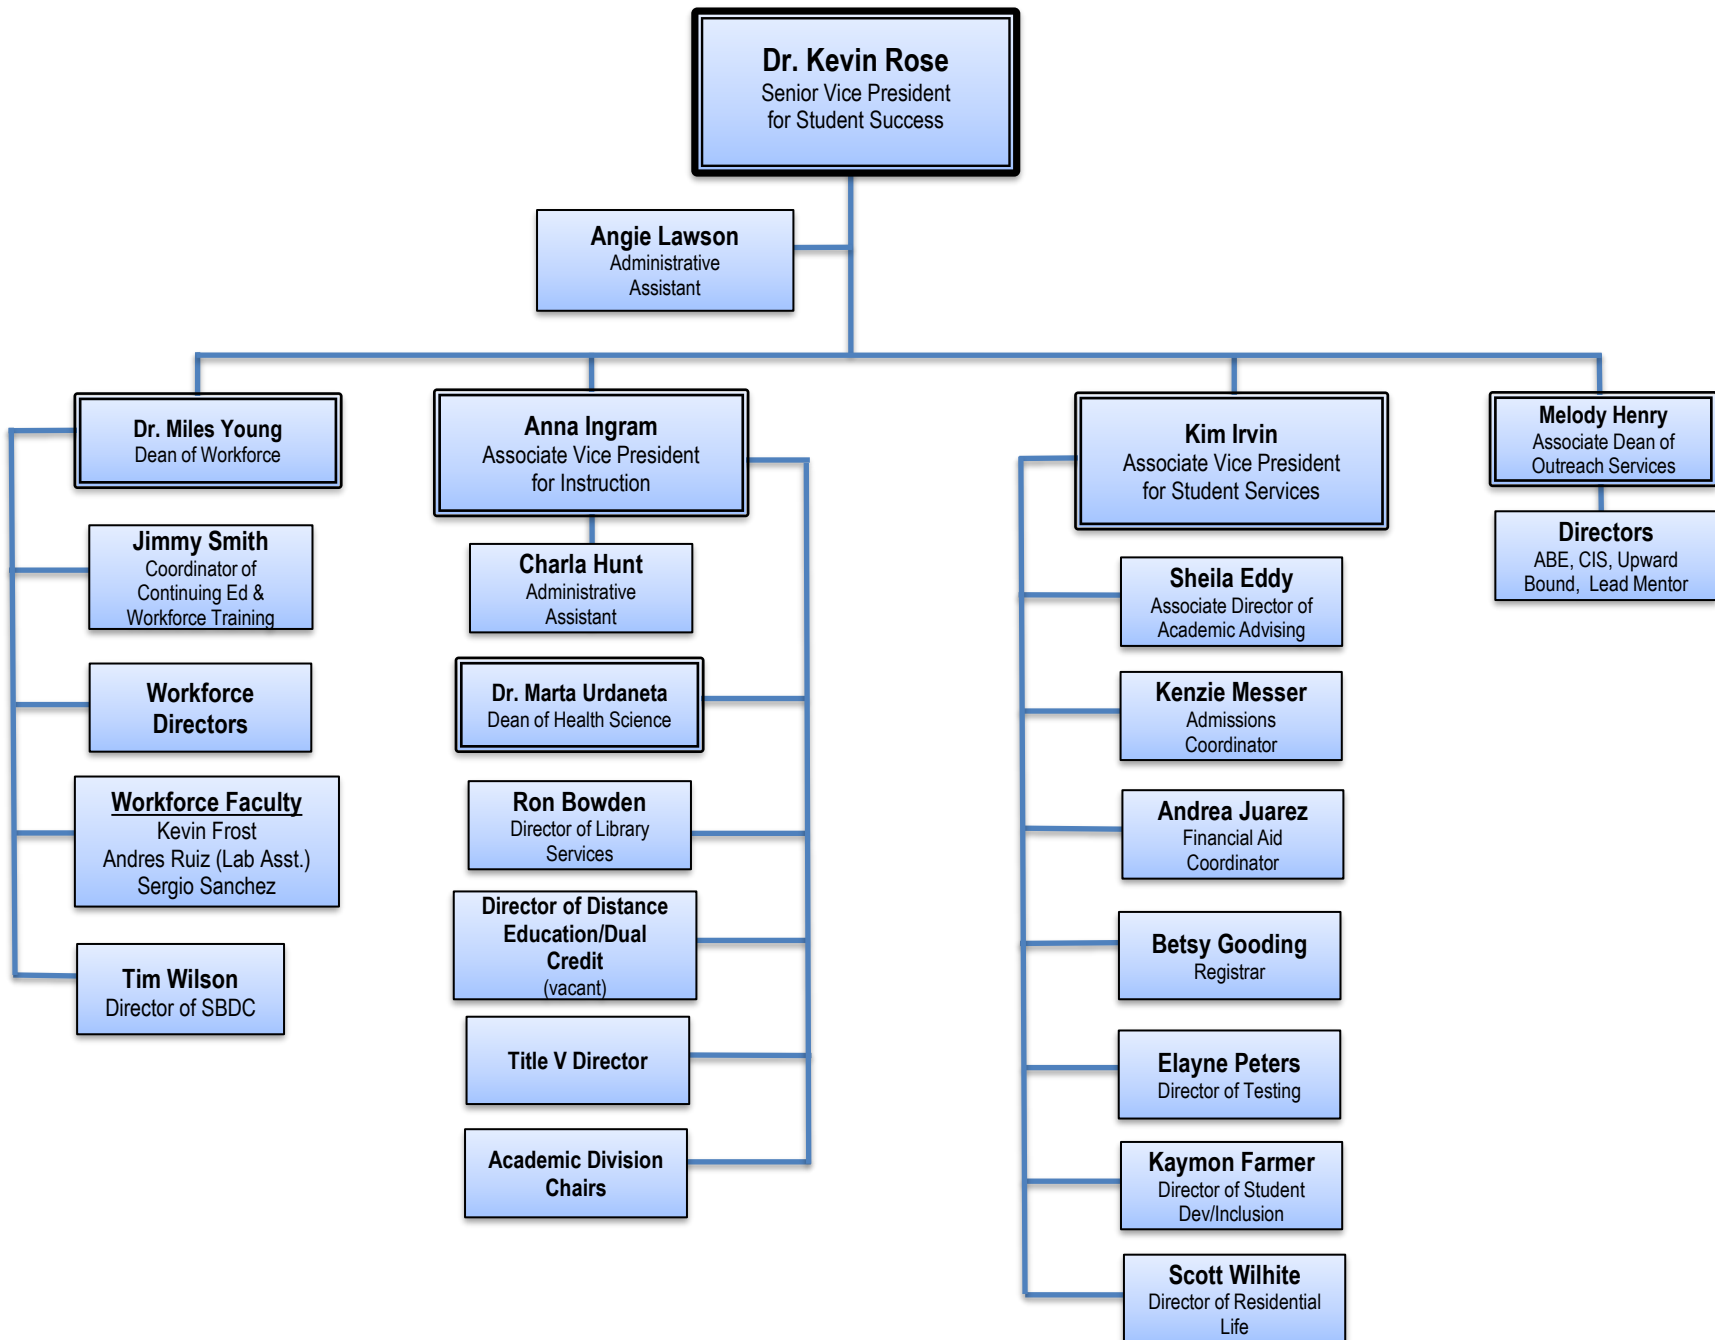 Dr. Kevin Rose
Senior Vice President
for Student Success
Angie Lawson
Administrative
Assistant
Dr. Miles Young
Dean of Workforce
Jimmy Smith
Coordinator of
Continuing Ed &
Workforce Training
Workforce
Directors
Workforce Faculty
Kevin Frost
Andres Ruiz (Lab Asst.)
Sergio Sanchez
Tim Wilson
Director of SBDC
Anna Ingram
Associate Vice President
for Instruction
Charla Hunt
Administrative
Assistant
Dr. Marta Urdaneta
Dean of Health Science
Ron Bowden
Director of Library
Services
Director of Distance
Education/Dual
Credit
(vacant)
Title V Director
Academic Division
Chairs
Kim Irvin
Associate Vice President
for Student Services
Sheila Eddy
Associate Director of
Academic Advising
Kenzie Messer
Admissions
Coordinator
Andrea Juarez
Financial Aid
Coordinator
Betsy Gooding
Registrar
Elayne Peters
Director of Testing
Kaymon Farmer
Director of Student
Dev/Inclusion
Scott Wilhite
Director of Residential
Life
Melody Henry
Associate Dean of
Outreach Services
Directors
ABE, CIS, Upward
Bound, Lead Mentor